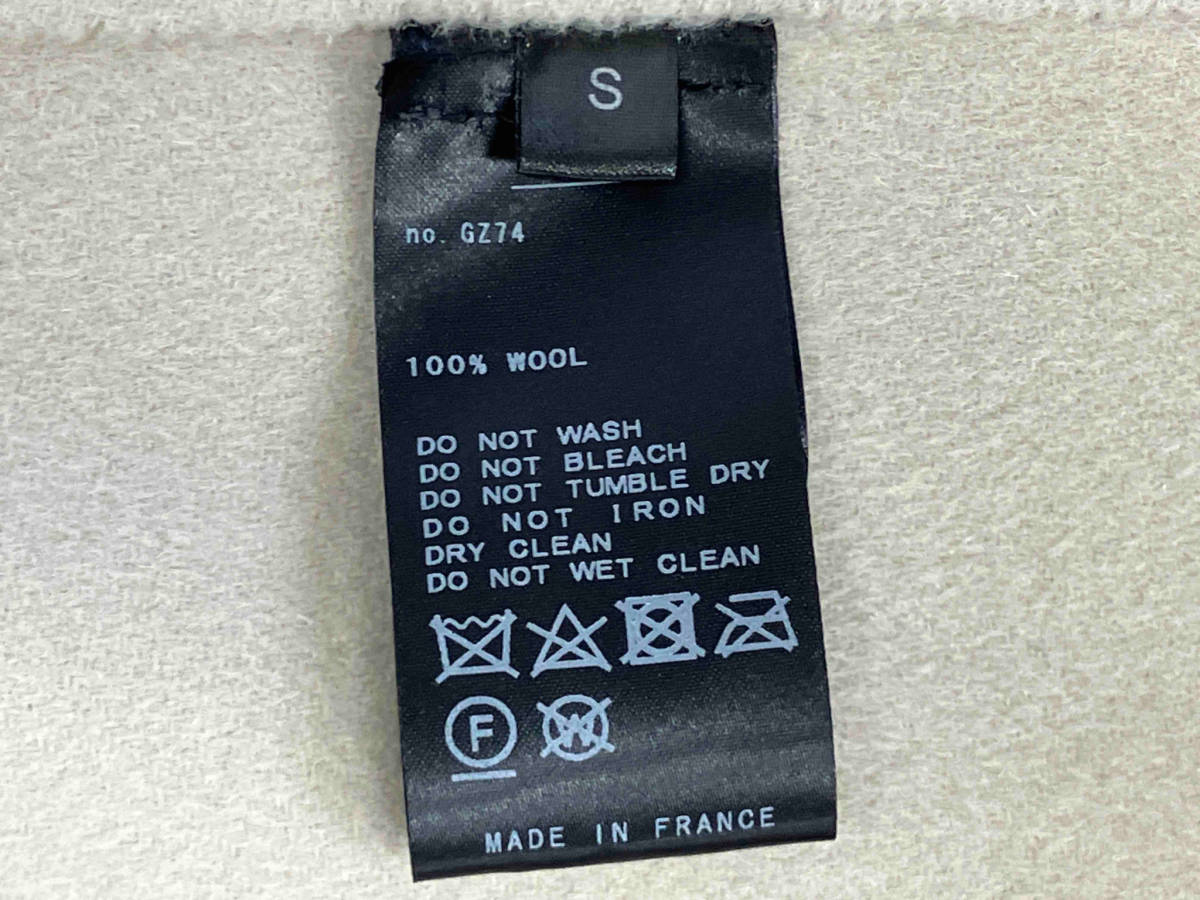 S
no. GZ74
100% WOOL
DO NOT WASH
DO NOT BLEACH
DO NOT TUMBLE DRY
DO NOT IRON
DRY CLEAN
DO NOT WET CLEAN
F W
MADE IN FRANCE